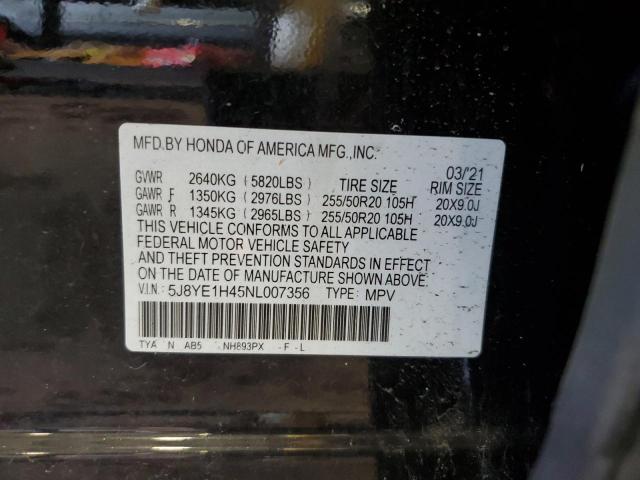 MFD.BY HONDA OF AMERICA MFG.,INC. 03/'21
GVWR 2640KG (5820LBS) TIRE SIZE RIM SIZE
GAWR F 1350KG (2976LBS) 255/50R20 105H 20X9.0J
GAWR R 1345KG (2965LBS) 255/50R20 105H 20X9.0J
THIS VEHICLE CONFORMS TO ALL APPLICABLE
FEDERAL MOTOR VEHICLE SAFETY
AND THEFT PREVENTION STANDARDS IN EFFECT
ON THE DATE OF MANUFACTURE SHOWN ABOVE.
V.I.N: 5J8YE1H45NL007356 TYPE: MPV
TYA N AB5 NH893PX -F -L